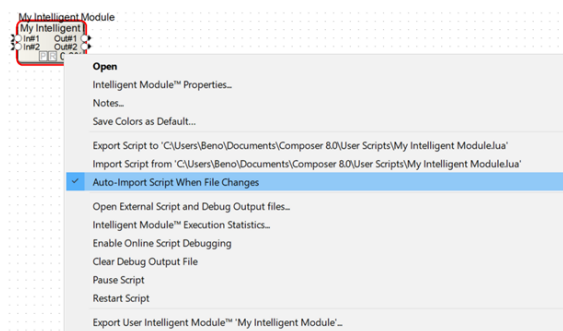 My Intelligent Module
My Intelligent
In#1 Out#1
In#2 Out#2
P R
Open
Intelligent Module™ Properties...
Notes...
Save Colors as Default...
Export Script to 'C:\Users\Beno\Documents\Composer 8.0\User Scripts\My Intelligent Module.lua'
Import Script from 'C:\Users\Beno\Documents\Composer 8.0\User Scripts\My Intelligent Module.lua'
Auto-Import Script When File Changes
Open External Script and Debug Output files...
Intelligent Module™ Execution Statistics...
Enable Online Script Debugging
Clear Debug Output File
Pause Script
Restart Script
Export User Intelligent Module™ 'My Intelligent Module'...